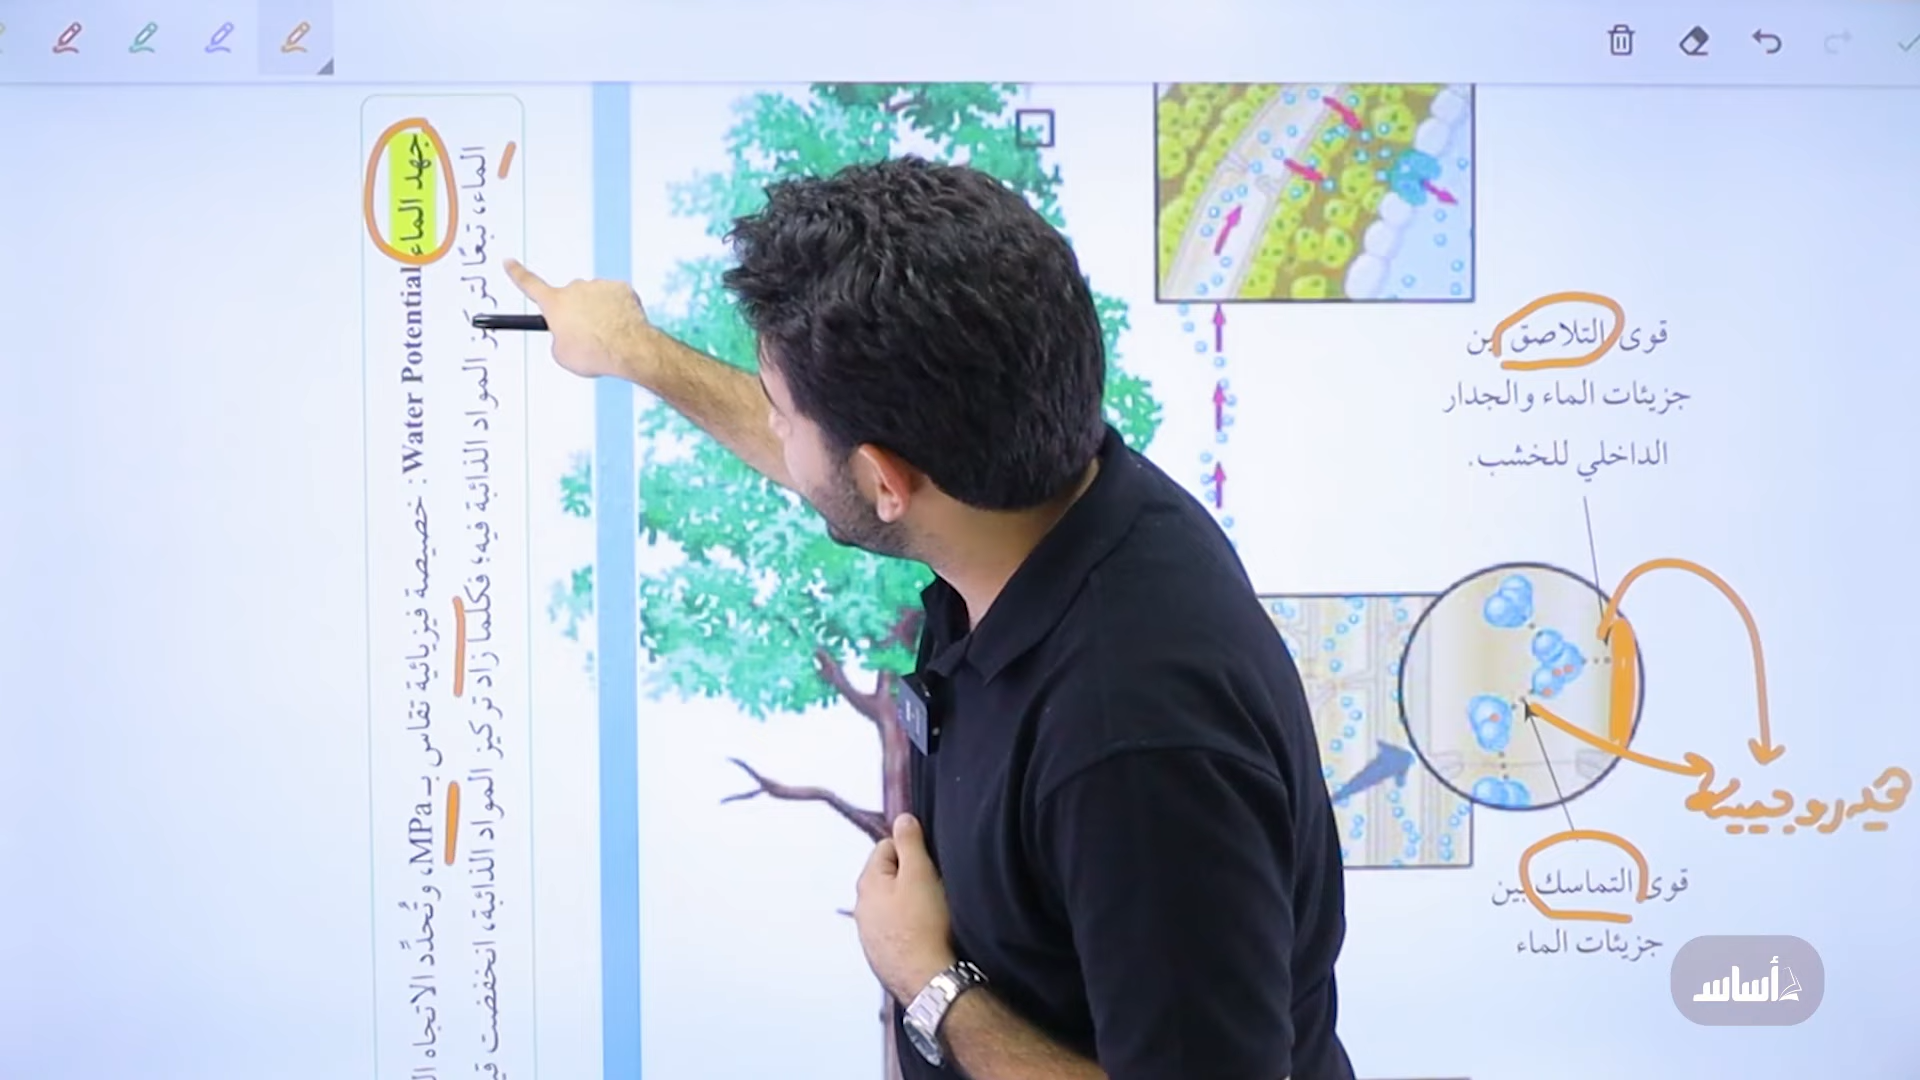 جهد الماء Water Potential : خصيصة فيزيائية تقاس بـ MPa، وتُحدِّد الاتجاه
الماء، تبعًا لتركيز المواد الذائبة فيه؛ فكلما زاد تركيز المواد الذائبة، انخفضت
قوى التلاصق بين
جزيئات الماء والجدار
الداخلي للخشب.
هيدروجينية
قوى التماسك بين
جزيئات الماء
أساس